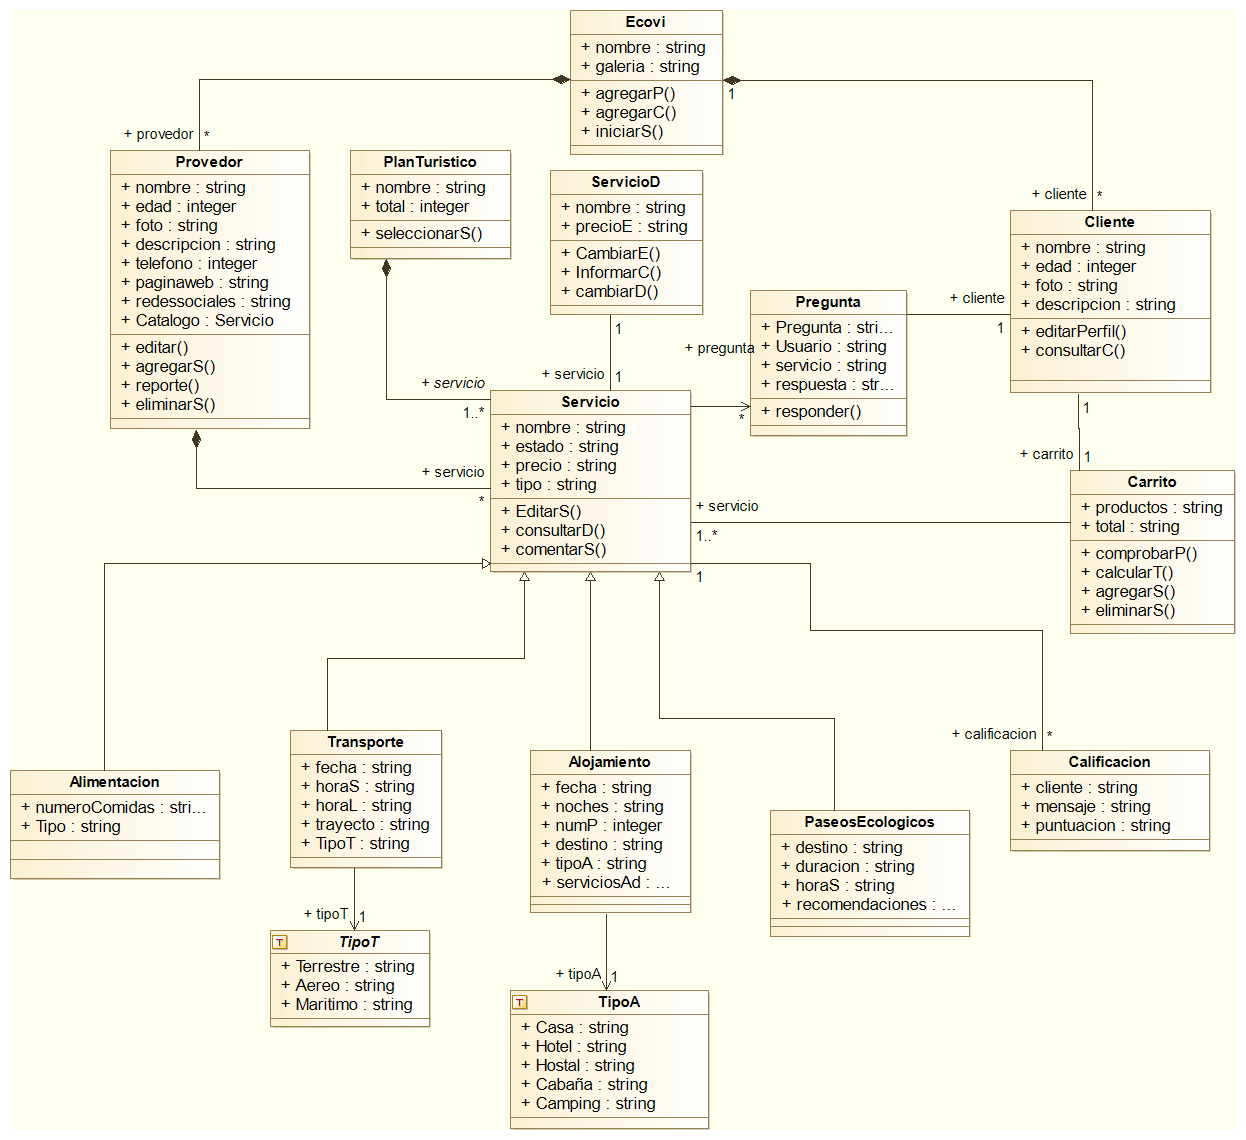 Ecovi
+ nombre : string
+ galeria : string
+ agregarP()
+ agregarC()
+ iniciarS()
1
+ provedor
*
+ cliente
*
Provedor
+ nombre : string
+ edad : integer
+ foto : string
+ descripcion : string
+ telefono : integer
+ paginaweb : string
+ redessociales : string
+ Catalogo : Servicio
+ editar()
+ agregarS()
+ reporte()
+ eliminarS()
PlanTuristico
+ nombre : string
+ total : integer
+ seleccionarS()
ServicioD
+ nombre : string
+ precioE : string
+ CambiarE()
+ InformarC()
+ cambiarD()
1
+ servicio
1
Pregunta
+ Pregunta : stri...
+ Usuario : string
+ servicio : string
+ respuesta : str...
+ responder()
+ pregunta
*
+ cliente
1
Cliente
+ nombre : string
+ edad : integer
+ foto : string
+ descripcion : string
+ editarPerfil()
+ consultarC()
1
+ carrito
1
+ servicio
1..*
+ servicio
*
Servicio
+ nombre : string
+ estado : string
+ precio : string
+ tipo : string
+ EditarS()
+ consultarD()
+ comentarS()
+ servicio
1..*
1
Carrito
+ productos : string
+ total : string
+ comprobarP()
+ calcularT()
+ agregarS()
+ eliminarS()
+ calificacion
*
Alimentacion
+ numeroComidas : stri...
+ Tipo : string
Transporte
+ fecha : string
+ horaS : string
+ horaL : string
+ trayecto : string
+ TipoT : string
Alojamiento
+ fecha : string
+ noches : string
+ numP : integer
+ destino : string
+ tipoA : string
+ serviciosAd : ...
PaseosEcologicos
+ destino : string
+ duracion : string
+ horaS : string
+ recomendaciones : ...
Calificacion
+ cliente : string
+ mensaje : string
+ puntuacion : string
+ tipoT
1
T
TipoT
+ Terrestre : string
+ Aereo : string
+ Maritimo : string
+ tipoA
1
T
TipoA
+ Casa : string
+ Hotel : string
+ Hostal : string
+ Cabaña : string
+ Camping : string